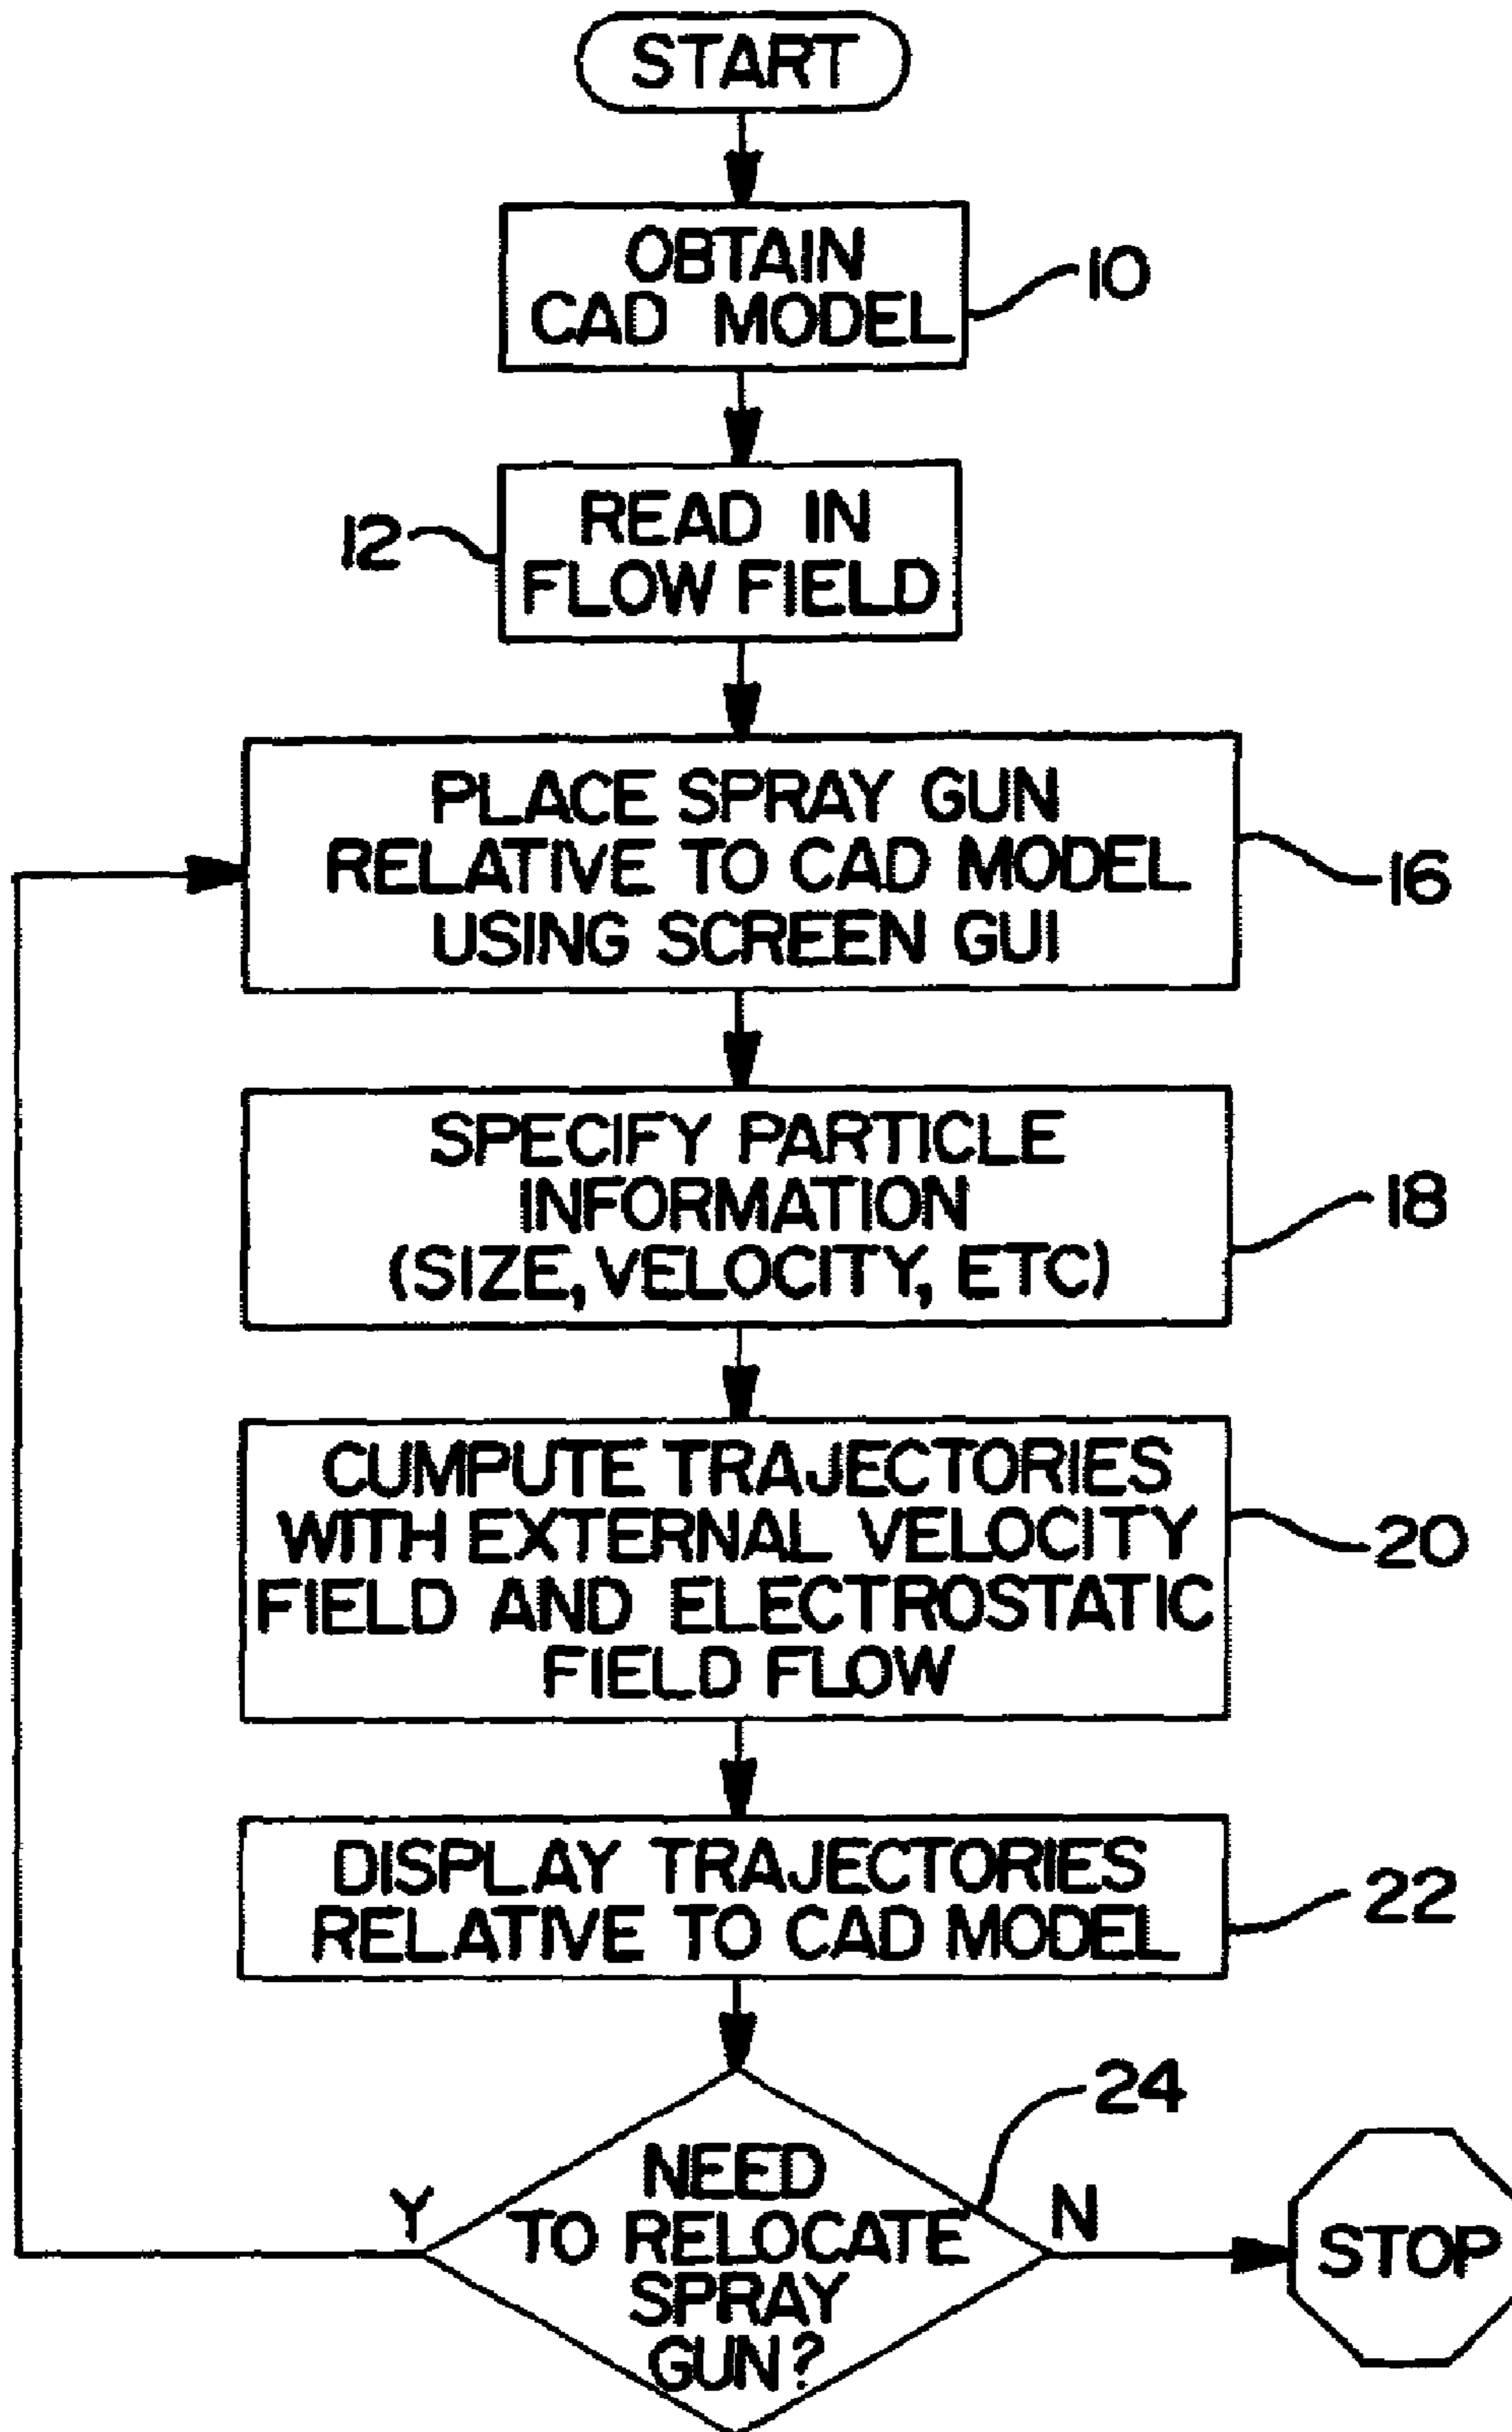 START
OBTAIN
CAD MODEL
10
READ IN
FLOW FIELD
12
PLACE SPRAY GUN
RELATIVE TO CAD MODEL
USING SCREEN GUI
16
SPECIFY PARTICLE
INFORMATION
(SIZE, VELOCITY, ETC)
18
CUMPUTE TRAJECTORIES
WITH EXTERNAL VELOCITY
FIELD AND ELECTROSTATIC
FIELD FLOW
20
DISPLAY TRAJECTORIES
RELATIVE TO CAD MODEL
22
24
NEED
TO RELOCATE
SPRAY
GUN?
Y
N
STOP